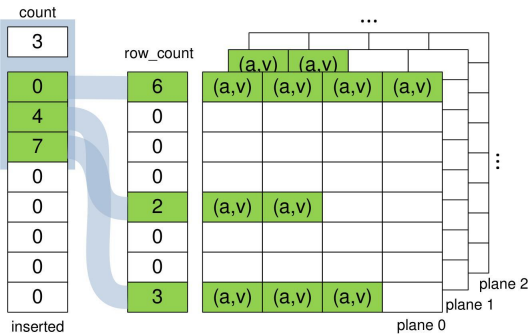 count
...
3
row_count
(a,v) (a,v)
0 6 (a,v) (a,v) (a,v) (a,v)
4 0
7 0
0 0
...
0 2 (a,v) (a,v)
0 0
0 0
0 3 (a,v) (a,v) (a,v)
plane 2
plane 1
inserted plane 0